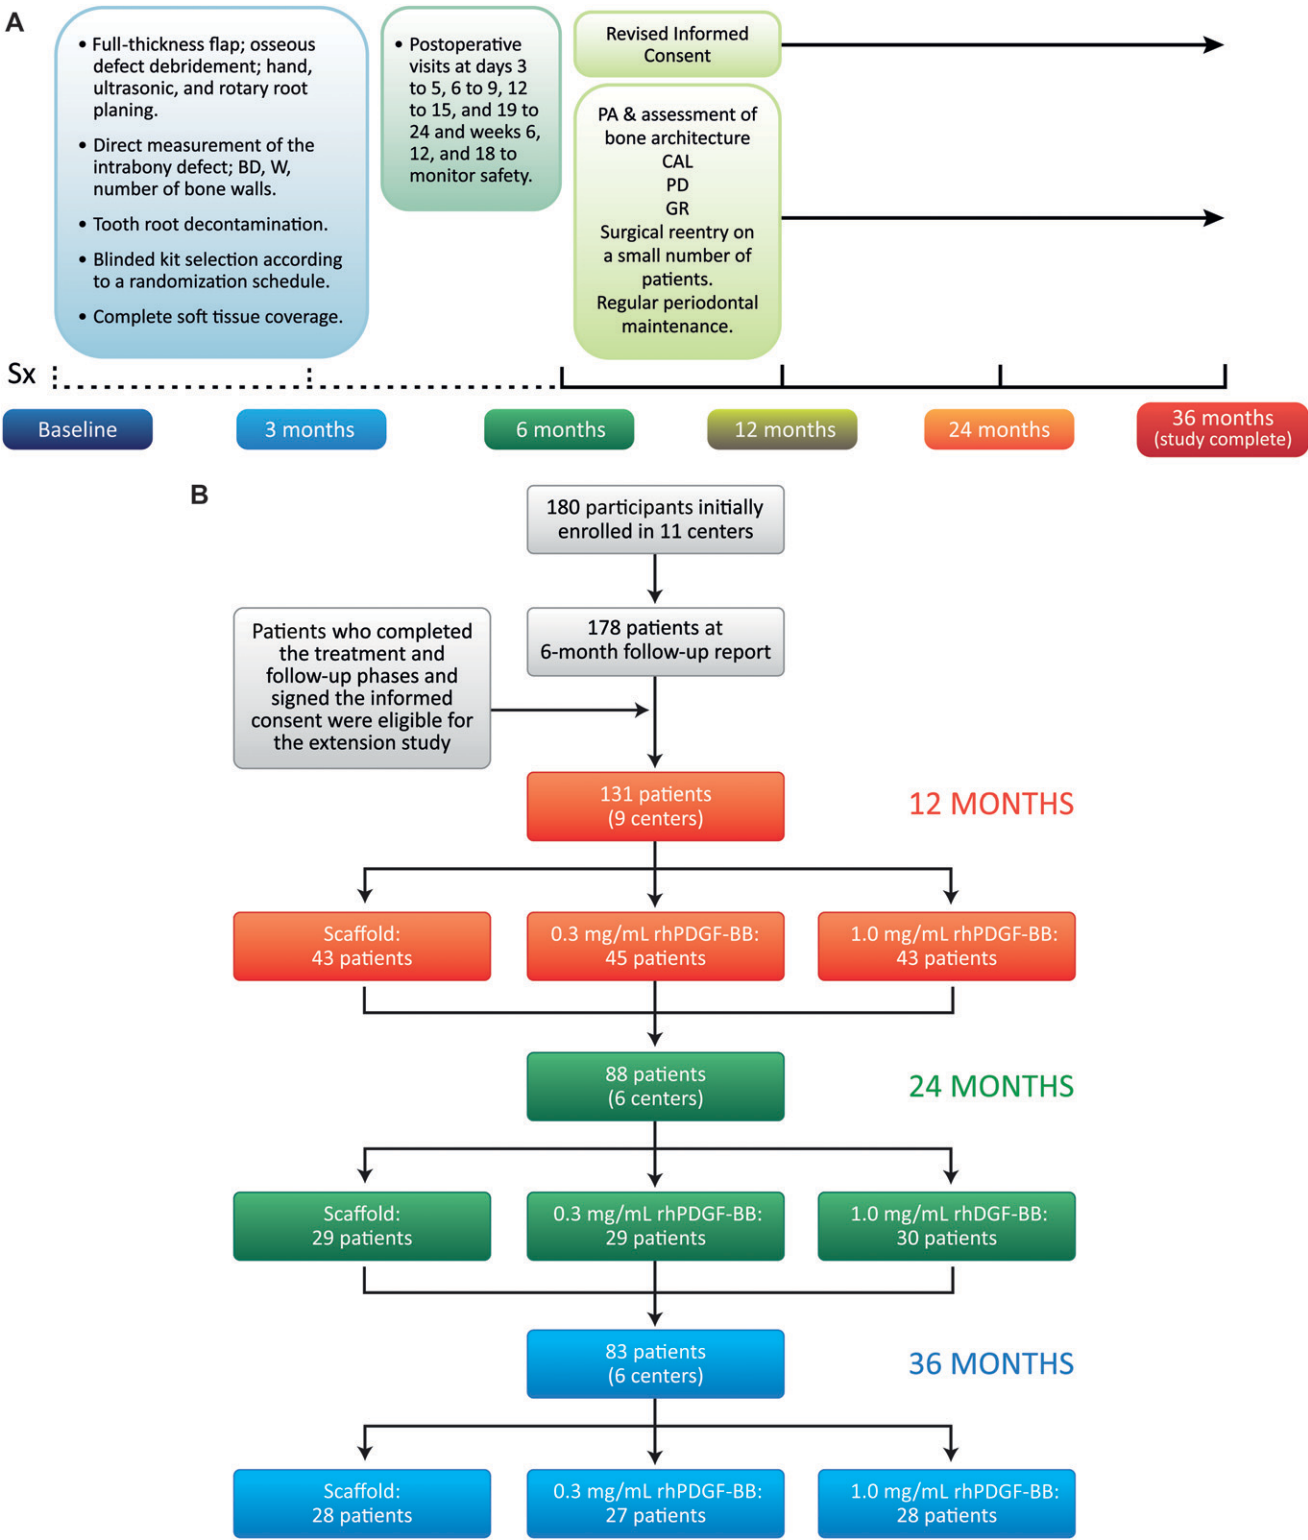 A
• Full-thickness flap; osseous
defect debridement; hand,
ultrasonic, and rotary root
planing.
• Direct measurement of the
intrabony defect; BD, W,
number of bone walls.
• Tooth root decontamination.
• Blinded kit selection according
to a randomization schedule.
• Complete soft tissue coverage.
• Postoperative
visits at days 3
to 5, 6 to 9, 12
to 15, and 19 to
24 and weeks 6,
12, and 18 to
monitor safety.
Revised Informed
Consent
PA & assessment of
bone architecture
CAL
PD
GR
Surgical reentry on
a small number of
patients.
Regular periodontal
maintenance.
Sx
Baseline
3 months
6 months
12 months
24 months
36 months
(study complete)
B
180 participants initially
enrolled in 11 centers
178 patients at
6-month follow-up report
Patients who completed
the treatment and
follow-up phases and
signed the informed
consent were eligible for
the extension study
131 patients
(9 centers)
12 MONTHS
Scaffold:
43 patients
0.3 mg/mL rhPDGF-BB:
45 patients
1.0 mg/mL rhPDGF-BB:
43 patients
88 patients
(6 centers)
24 MONTHS
Scaffold:
29 patients
0.3 mg/mL rhPDGF-BB:
29 patients
1.0 mg/mL rhDGF-BB:
30 patients
83 patients
(6 centers)
36 MONTHS
Scaffold:
28 patients
0.3 mg/mL rhPDGF-BB:
27 patients
1.0 mg/mL rhPDGF-BB:
28 patients